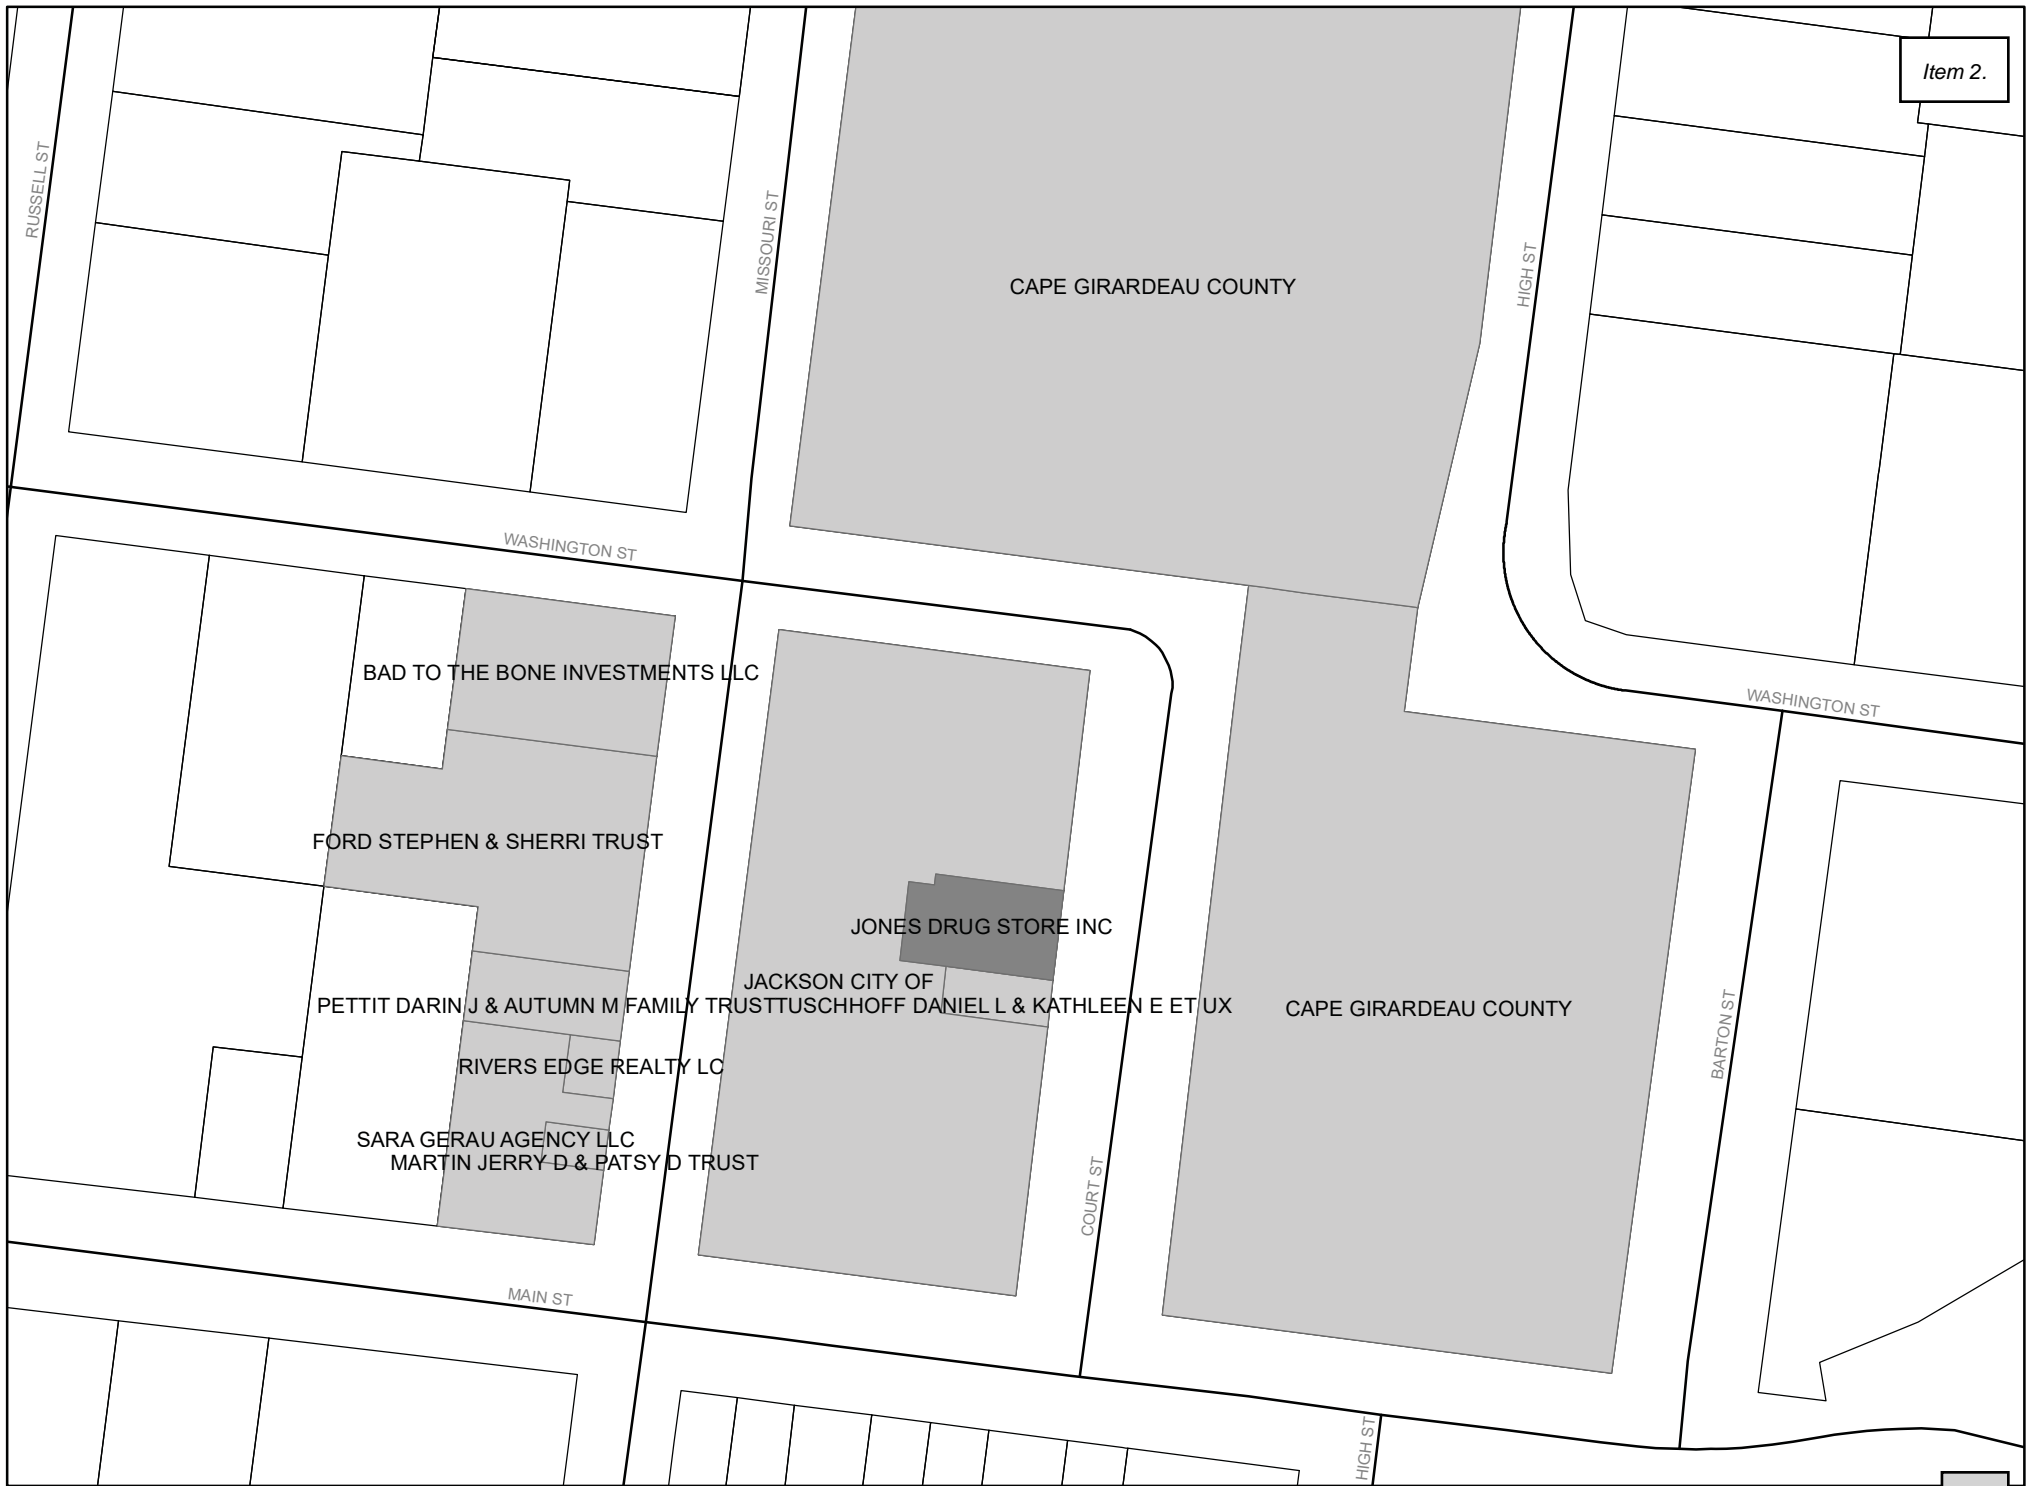 Item 2.
RUSSELL ST
MISSOURI ST
HIGH ST
CAPE GIRARDEAU COUNTY
WASHINGTON ST
BAD TO THE BONE INVESTMENTS LLC
WASHINGTON ST
FORD STEPHEN & SHERRI TRUST
JONES DRUG STORE INC
JACKSON CITY OF
PETTIT DARIN J & AUTUMN M FAMILY TRUST
TUSCHHOFF DANIEL L & KATHLEEN E ET UX
CAPE GIRARDEAU COUNTY
BARTON ST
RIVERS EDGE REALTY LC
SARA GERAU AGENCY LLC
MARTIN JERRY D & PATSY D TRUST
COURT ST
MAIN ST
HIGH ST